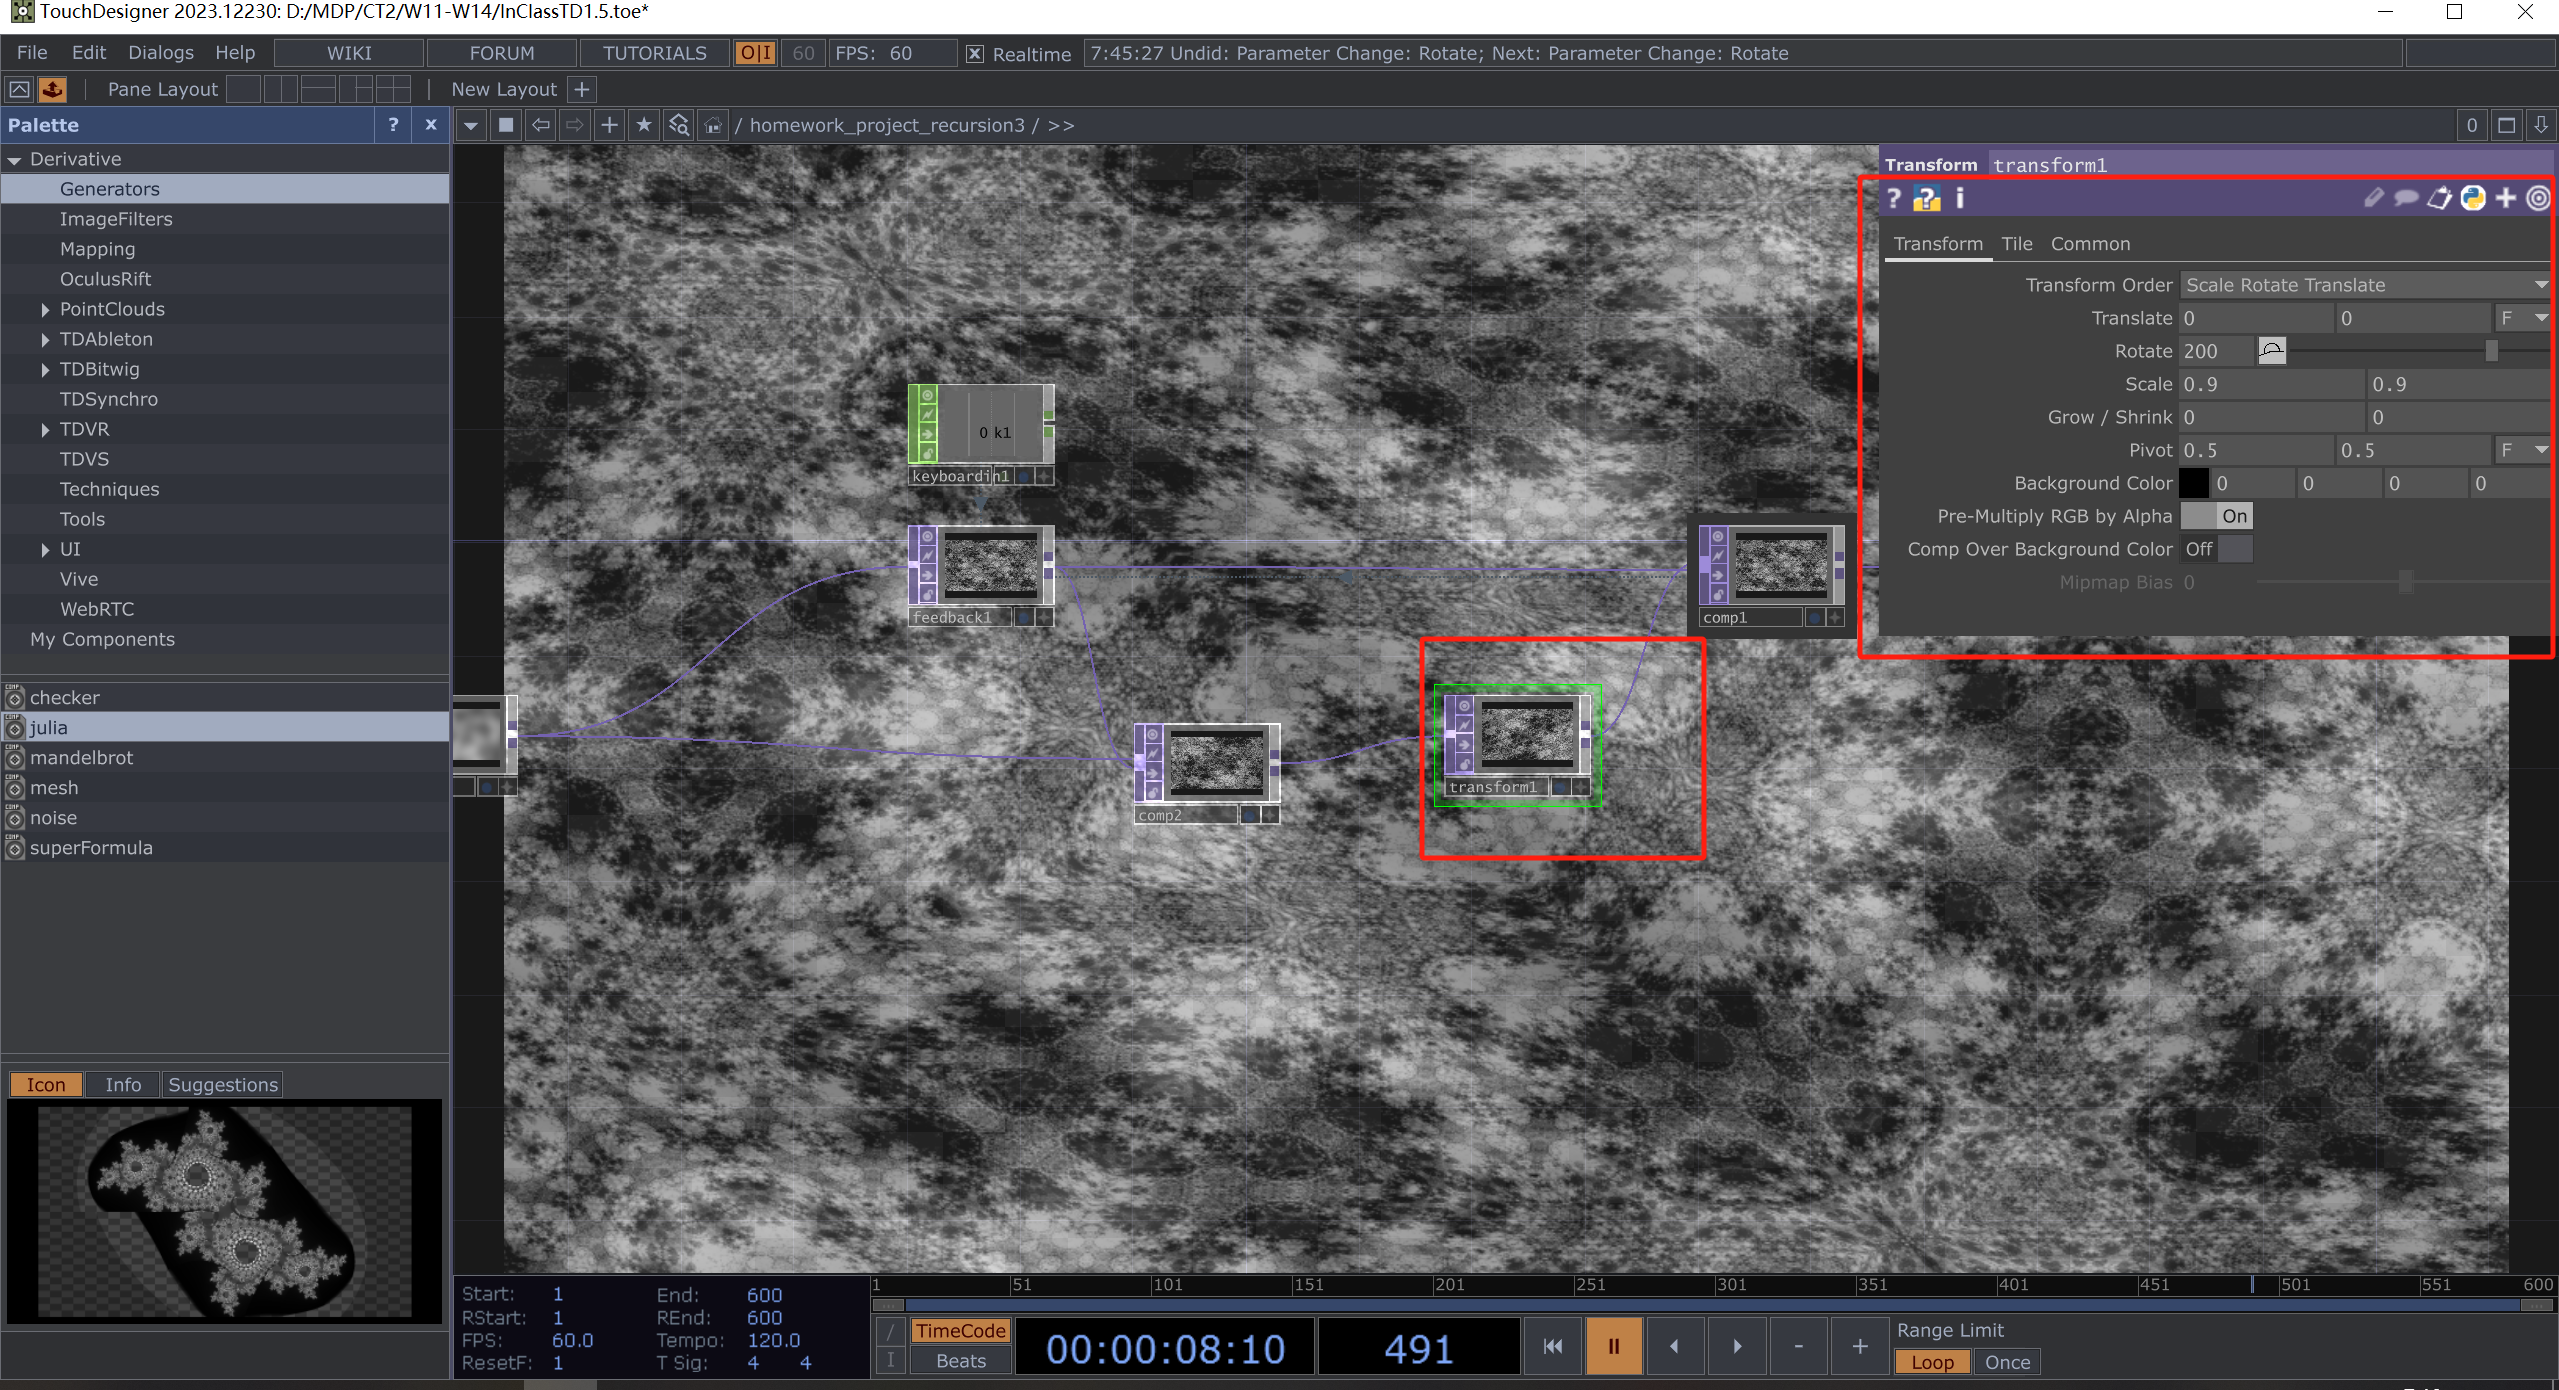 TouchDesigner 2023.12230: D:/MDP/CT2/W11-W14/InClassTD1.5.toe*
File Edit Dialogs Help WIKI FORUM TUTORIALS O|I 60 FPS: 60 Realtime 7:45:27 Undid: Parameter Change: Rotate; Next: Parameter Change: Rotate
Pane Layout New Layout +
Palette ? x / homework_project_recursion3 / >> 0
Derivative
Generators
ImageFilters
Mapping
OculusRift
PointClouds
TDAbleton
TDBitwig
TDSynchro
TDVR
TDVS
Techniques
Tools
UI
Vive
WebRTC
My Components
checker
julia
mandelbrot
mesh
noise
superFormula
Icon Info Suggestions
0 k1
keyboardin1
feedback1
comp1
comp2
transform1
Transform transform1
Transform Tile Common
Transform Order Scale Rotate Translate
Translate 0 0 F
Rotate 200
Scale 0.9 0.9
Grow / Shrink 0 0
Pivot 0.5 0.5 F
Background Color 0 0 0 0
Pre-Multiply RGB by Alpha On
Comp Over Background Color Off
Mipmap Bias 0
Start: 1 End: 600
RStart: 1 REnd: 600
FPS: 60.0 Tempo: 120.0
ResetF: 1 T Sig: 4 4
1 51 101 151 201 251 301 351 401 451 501 551 600
TimeCode
Beats
00:00:08:10
491
- +
Range Limit
Loop Once